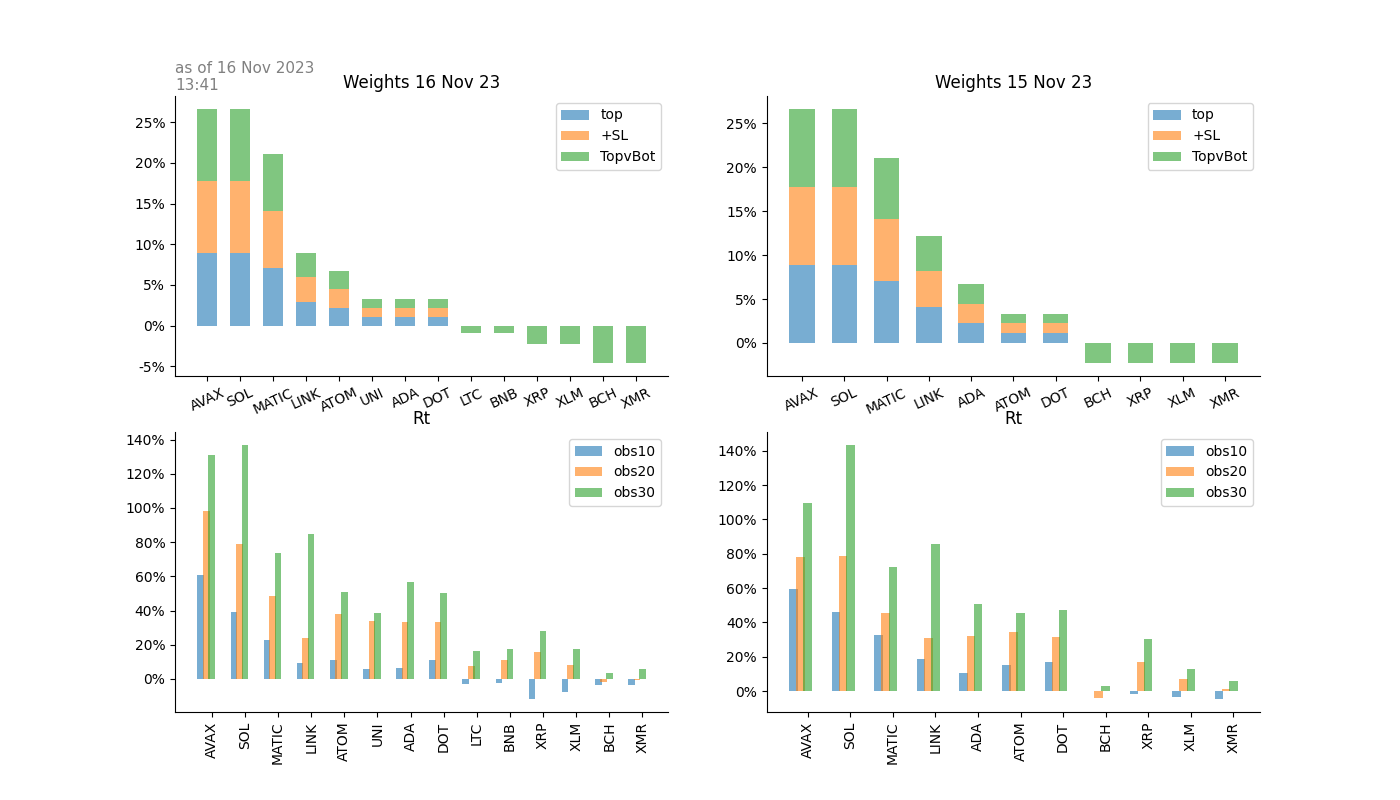 as of 16 Nov 2023
13:41
Weights 16 Nov 23
25%
20%
15%
10%
5%
0%
-5%
top
+SL
TopvBot
AVAX SOL MATIC LINK ATOM UNI ADA DOT LTC BNB XRP XLM BCH XMR
Weights 15 Nov 23
25%
20%
15%
10%
5%
0%
top
+SL
TopvBot
AVAX SOL MATIC LINK ADA ATOM DOT BCH XRP XLM XMR
Rt
140%
120%
100%
80%
60%
40%
20%
0%
obs10
obs20
obs30
AVAX SOL MATIC LINK ATOM UNI ADA DOT LTC BNB XRP XLM BCH XMR
Rt
140%
120%
100%
80%
60%
40%
20%
0%
obs10
obs20
obs30
AVAX SOL MATIC LINK ADA ATOM DOT BCH XRP XLM XMR